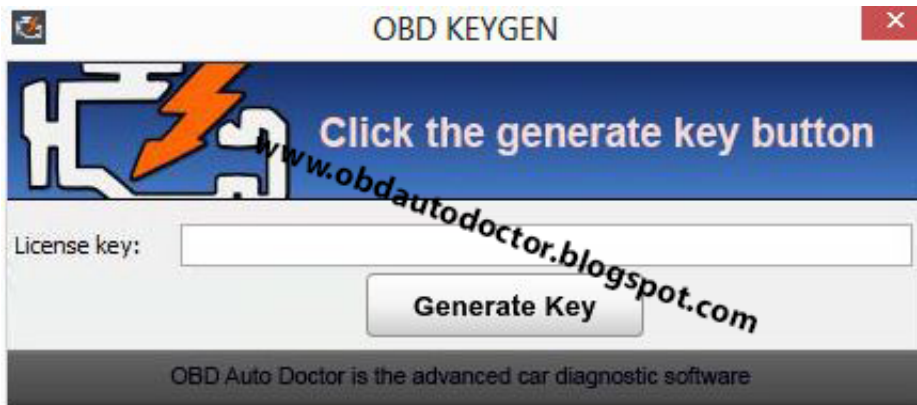 OBD KEYGEN
Click the generate key button
www.obdautodoctor.blogspot.com
License key:
Generate Key
OBD Auto Doctor is the advanced car diagnostic software